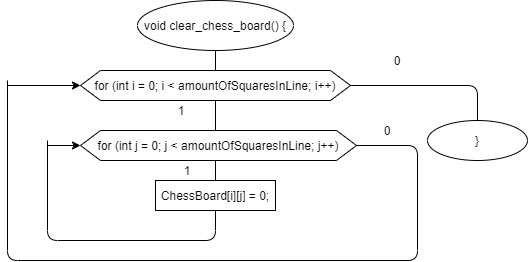 void clear_chess_board() {
0
for (int i = 0; i < amountOfSquaresInLine; i++)
1
0
for (int j = 0; j < amountOfSquaresInLine; j++)
}
1
ChessBoard[i][j] = 0;